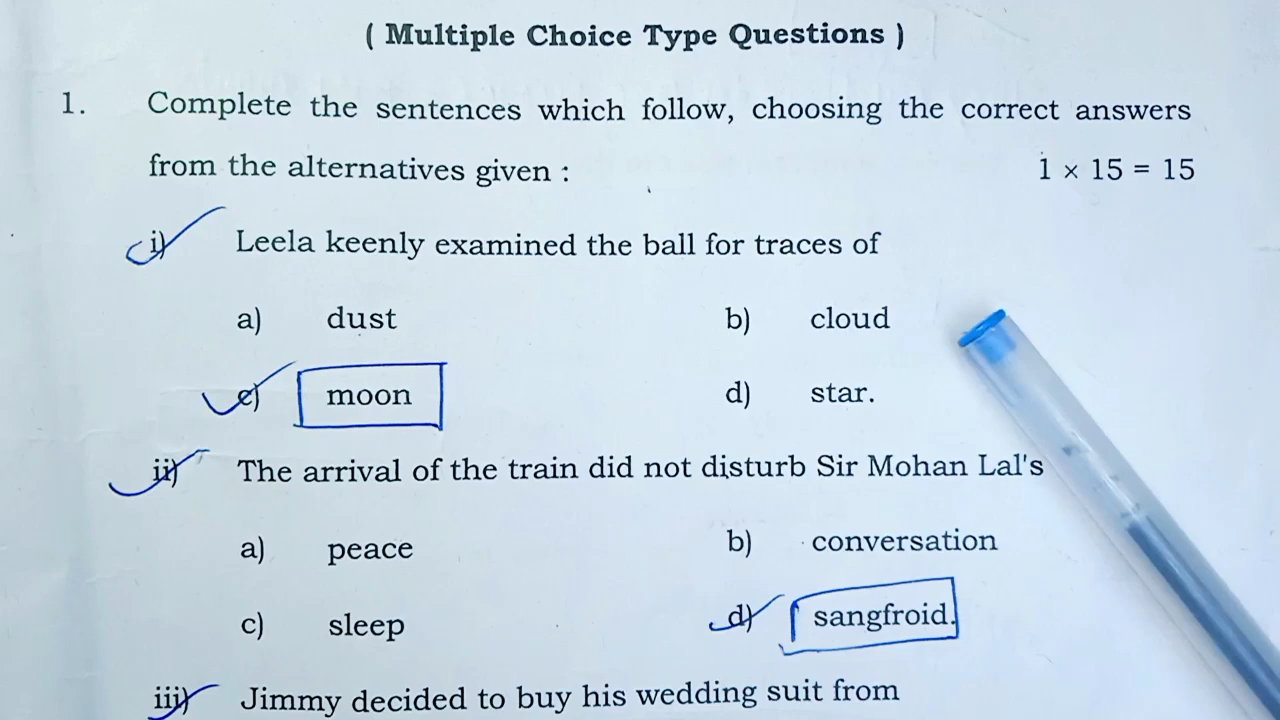 ( Multiple Choice Type Questions )
1. Complete the sentences which follow, choosing the correct answers
from the alternatives given : 1 × 15 = 15
i) Leela keenly examined the ball for traces of
a) dust b) cloud
c) moon d) star.
ii) The arrival of the train did not disturb Sir Mohan Lal's
a) peace b) conversation
c) sleep d) sangfroid.
iii) Jimmy decided to buy his wedding suit from